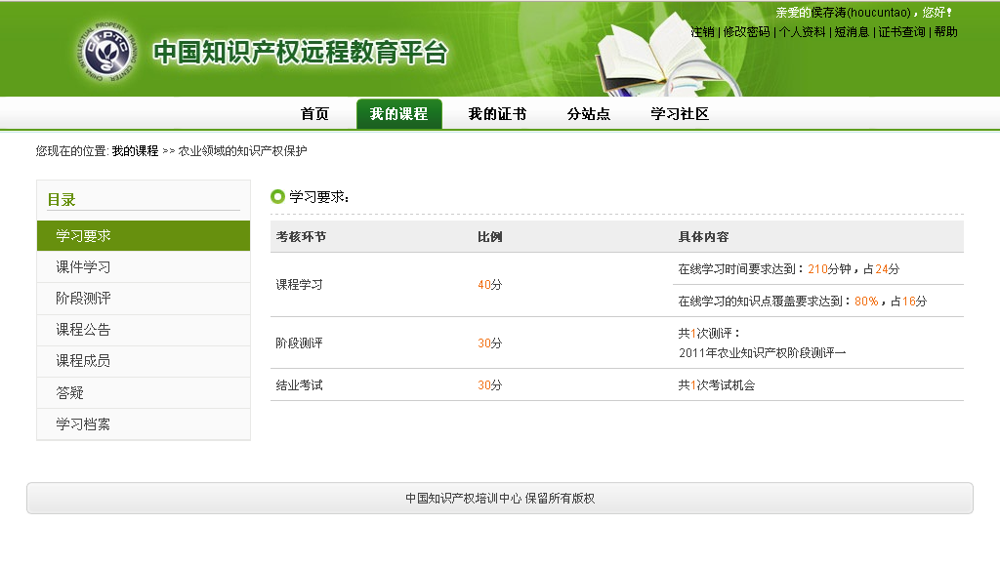 亲爱的侯存涛(houcuntao)，您好！
注销 | 修改密码 | 个人资料 | 短消息 | 证书查询 | 帮助
CIPTC
CHINA INTELLECTUAL PROPERTY TRAINING CENTER
中国知识产权远程教育平台
首页 我的课程 我的证书 分站点 学习社区
您现在的位置: 我的课程 >> 农业领域的知识产权保护
目录
学习要求
课件学习
阶段测评
课程公告
课程成员
答疑
学习档案
学习要求：
考核环节 比例 具体内容
课程学习 40分
在线学习时间要求达到：210分钟，占24分
在线学习的知识点覆盖要求达到：80%，占16分
阶段测评 30分
共1次测评：
2011年农业知识产权阶段测评一
结业考试 30分 共1次考试机会
中国知识产权培训中心 保留所有版权